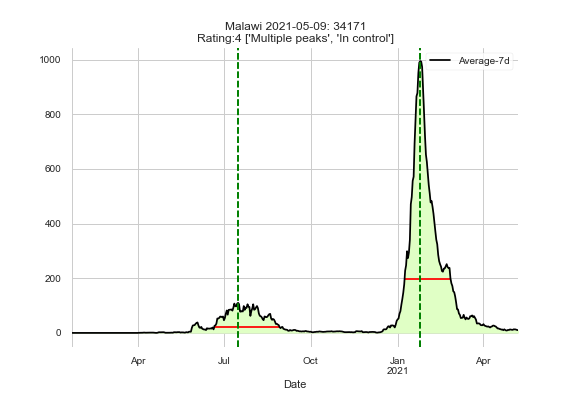 Malawi 2021-05-09: 34171
Rating:4 ['Multiple peaks', 'In control']
Average-7d
1000
800
600
400
200
0
Apr Jul Oct Jan Apr
2021
Date